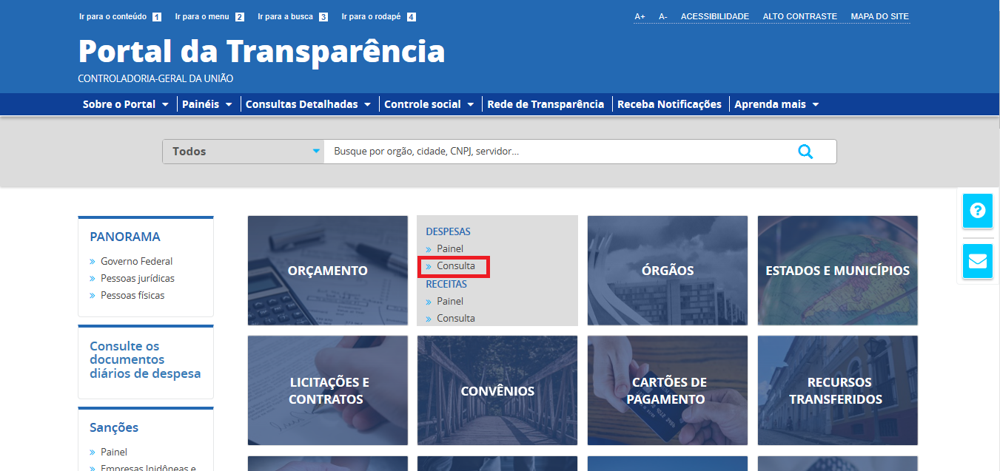 Ir para o conteúdo 1 Ir para o menu 2 Ir para a busca 3 Ir para o rodapé 4
A+ A- ACESSIBILIDADE ALTO CONTRASTE MAPA DO SITE
Portal da Transparência
CONTROLADORIA-GERAL DA UNIÃO
Sobre o Portal Painéis Consultas Detalhadas Controle social Rede de Transparência Receba Notificações Aprenda mais
Todos Busque por orgão, cidade, CNPJ, servidor...
?
PANORAMA
Governo Federal
Pessoas jurídicas
Pessoas físicas
Consulte os
documentos
diários de despesa
Sanções
Painel
Empresas Inidôneas e
ORÇAMENTO
DESPESAS
Painel
Consulta
RECEITAS
Painel
Consulta
ÓRGÃOS
ESTADOS E MUNICÍPIOS
LICITAÇÕES E
CONTRATOS
CONVÊNIOS
CARTÕES DE
PAGAMENTO
RECURSOS
TRANSFERIDOS